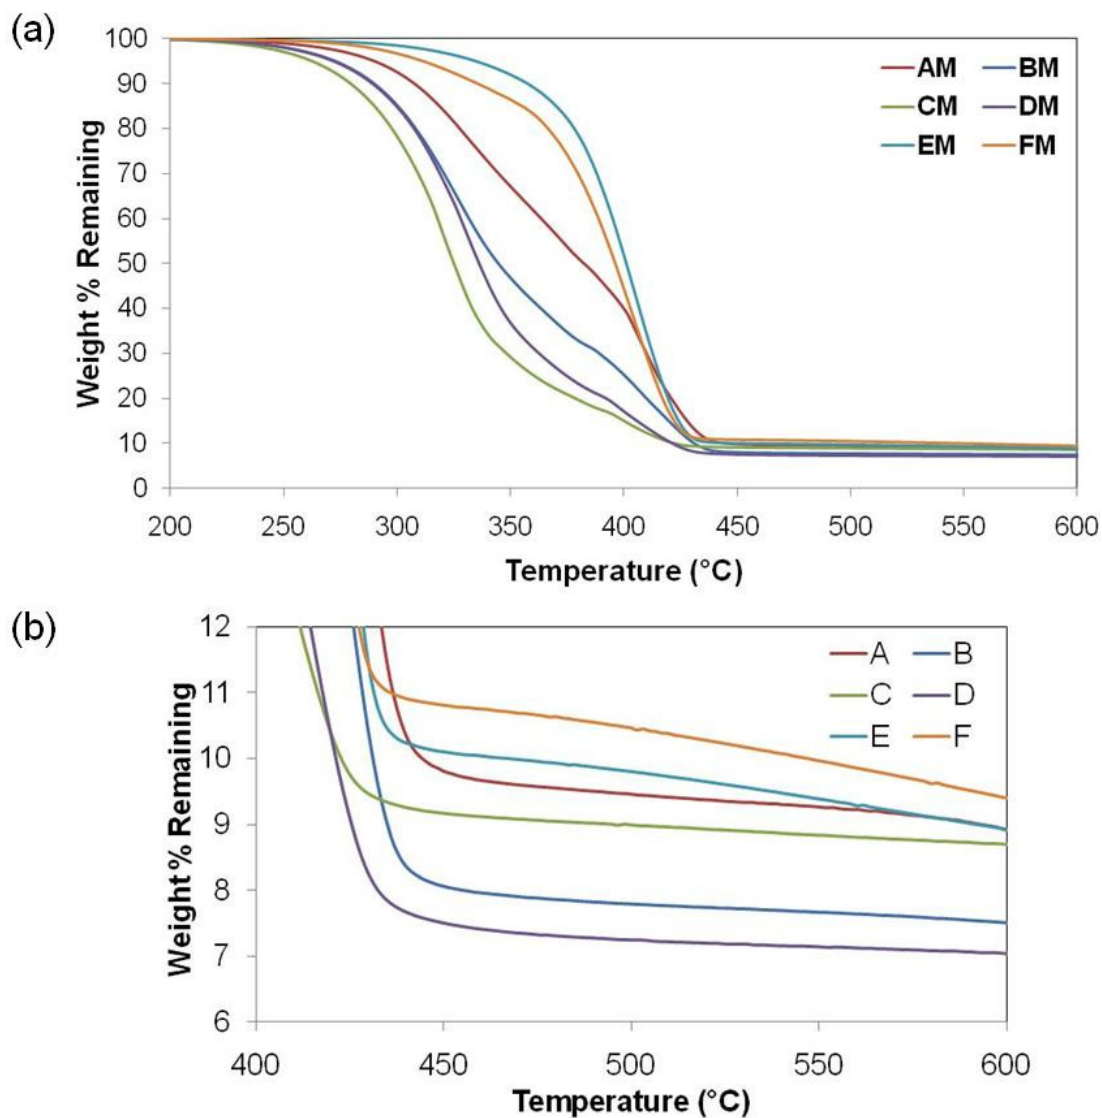 (a)
100
90
80
70
60
50
40
30
20
10
0
Weight % Remaining
AM BM
CM DM
EM FM
200 250 300 350 400 450 500 550 600
Temperature (°C)
(b)
12
11
10
9
8
7
6
Weight % Remaining
A B
C D
E F
400 450 500 550 600
Temperature (°C)